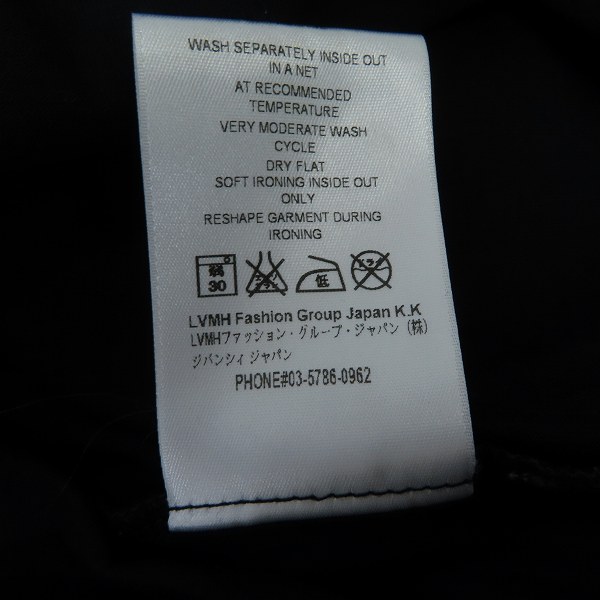 WASH SEPARATELY INSIDE OUT
IN A NET
AT RECOMMENDED
TEMPERATURE
VERY MODERATE WASH
CYCLE
DRY FLAT
SOFT IRONING INSIDE OUT
ONLY
RESHAPE GARMENT DURING
IRONING
弱 30 低 ドライ
LVMH Fashion Group Japan K.K
LVMHファッション・グループ・ジャパン (株)
ジバンシィ ジャパン
PHONE#03-5786-0962